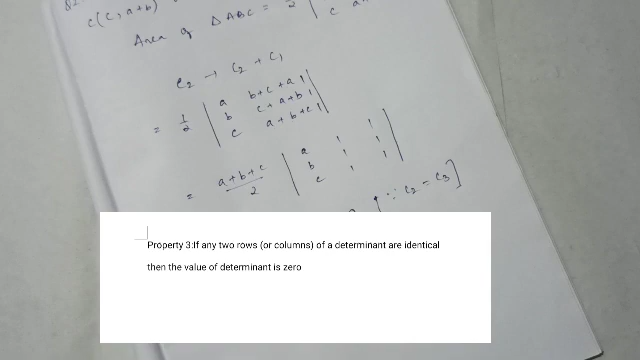 c(c, a+b)
Area of ΔABC = 2
c
C₂ → C₂ + C₁
= 1/2 | a b+c+a 1 |
| b c+a+b 1 |
| c a+b+c 1 |
= a+b+c/2 | a 1 1 |
| b 1 1 |
| c 1 1 |
[∵ C₂ = C₃]
Property 3:If any two rows (or columns) of a determinant are identical
then the value of determinant is zero